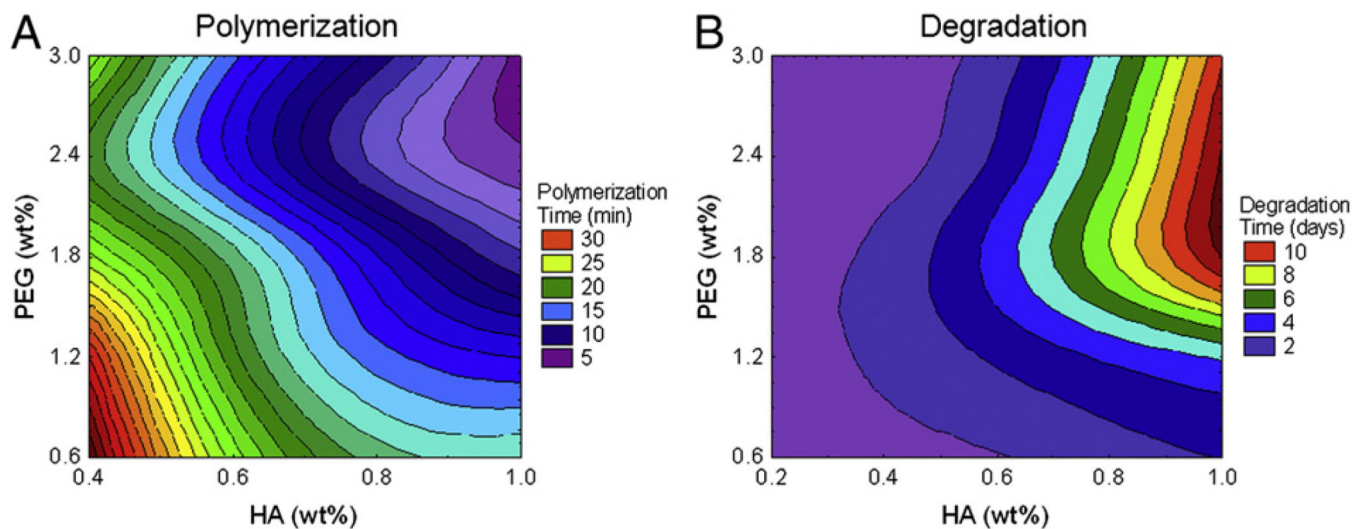 A
Polymerization
3.0
2.4
1.8
1.2
0.6
PEG (wt%)
0.4
0.6
0.8
1.0
HA (wt%)
Polymerization
Time (min)
30
25
20
15
10
5
B
Degradation
3.0
2.4
1.8
1.2
0.6
PEG (wt%)
0.2
0.4
0.6
0.8
1.0
HA (wt%)
Degradation
Time (days)
10
8
6
4
2